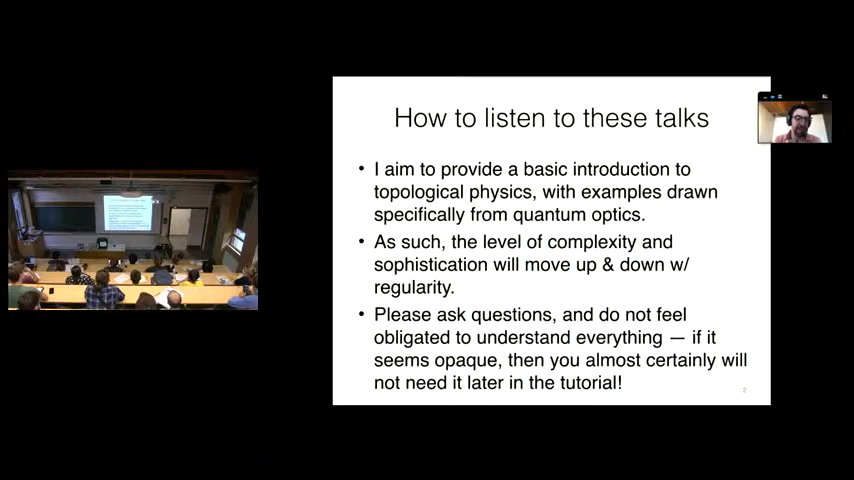 How to listen to these talks
• I aim to provide a basic introduction to
topological physics, with examples drawn
specifically from quantum optics.
• As such, the level of complexity and
sophistication will move up & down w/
regularity.
• Please ask questions, and do not feel
obligated to understand everything — if it
seems opaque, then you almost certainly will
not need it later in the tutorial!
2